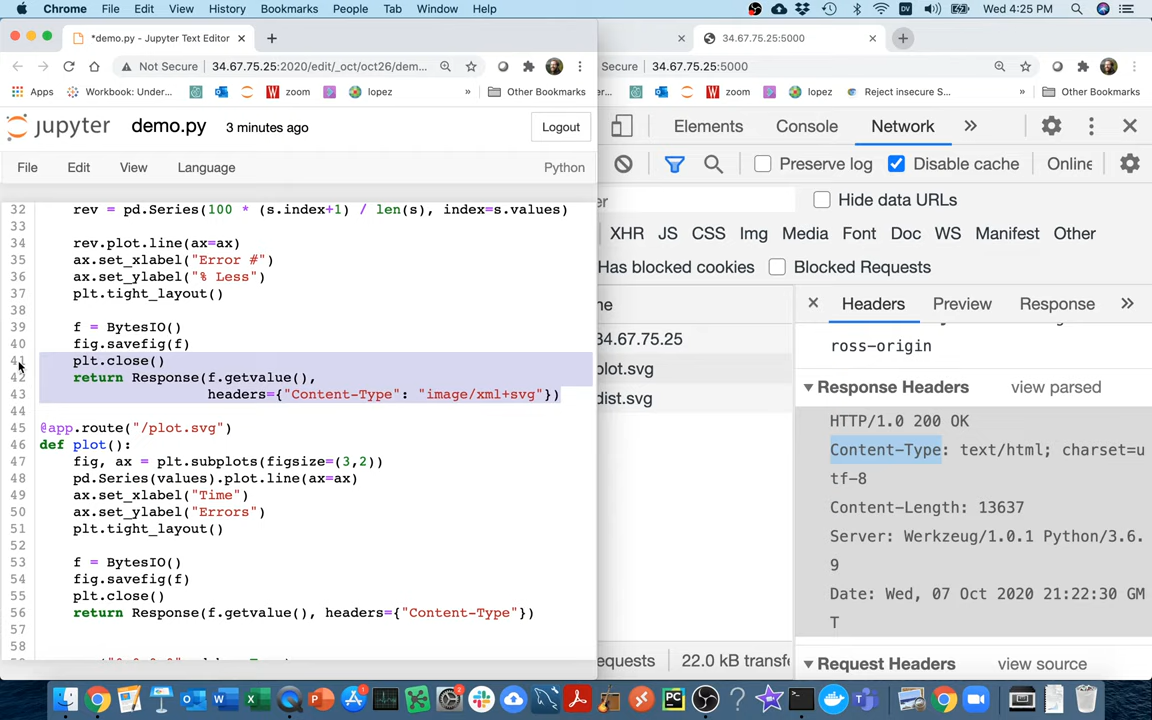 Chrome File Edit View History Bookmarks People Tab Window Help DV Wed 4:25 PM
*demo.py - Jupyter Text Editor
34.67.75.25:5000
Not Secure 34.67.75.25:2020/edit/_oct/oct26/dem...
Secure 34.67.75.25:5000
Apps Workbook: Under... zoom lopez » Other Bookmarks
zoom lopez Reject insecure S... » Other Bookmarks
jupyter demo.py 3 minutes ago Logout
File Edit View Language Python
32 rev = pd.Series(100 * (s.index+1) / len(s), index=s.values)
33
34 rev.plot.line(ax=ax)
35 ax.set_xlabel("Error #")
36 ax.set_ylabel("% Less")
37 plt.tight_layout()
38
39 f = BytesIO()
40 fig.savefig(f)
41 plt.close()
42 return Response(f.getvalue(),
43 headers={"Content-Type": "image/xml+svg"})
44
45 @app.route("/plot.svg")
46 def plot():
47 fig, ax = plt.subplots(figsize=(3,2))
48 pd.Series(values).plot.line(ax=ax)
49 ax.set_xlabel("Time")
50 ax.set_ylabel("Errors")
51 plt.tight_layout()
52
53 f = BytesIO()
54 fig.savefig(f)
55 plt.close()
56 return Response(f.getvalue(), headers={"Content-Type"})
57
58
Elements Console Network »
Preserve log Disable cache Online
er Hide data URLs
XHR JS CSS Img Media Font Doc WS Manifest Other
Has blocked cookies Blocked Requests
ne
34.67.75.25
plot.svg
dist.svg
equests 22.0 kB transfe
Headers Preview Response »
ross-origin
Response Headers view parsed
HTTP/1.0 200 OK
Content-Type: text/html; charset=u
tf-8
Content-Length: 13637
Server: Werkzeug/1.0.1 Python/3.6.
9
Date: Wed, 07 Oct 2020 21:22:30 GM
T
Request Headers view source